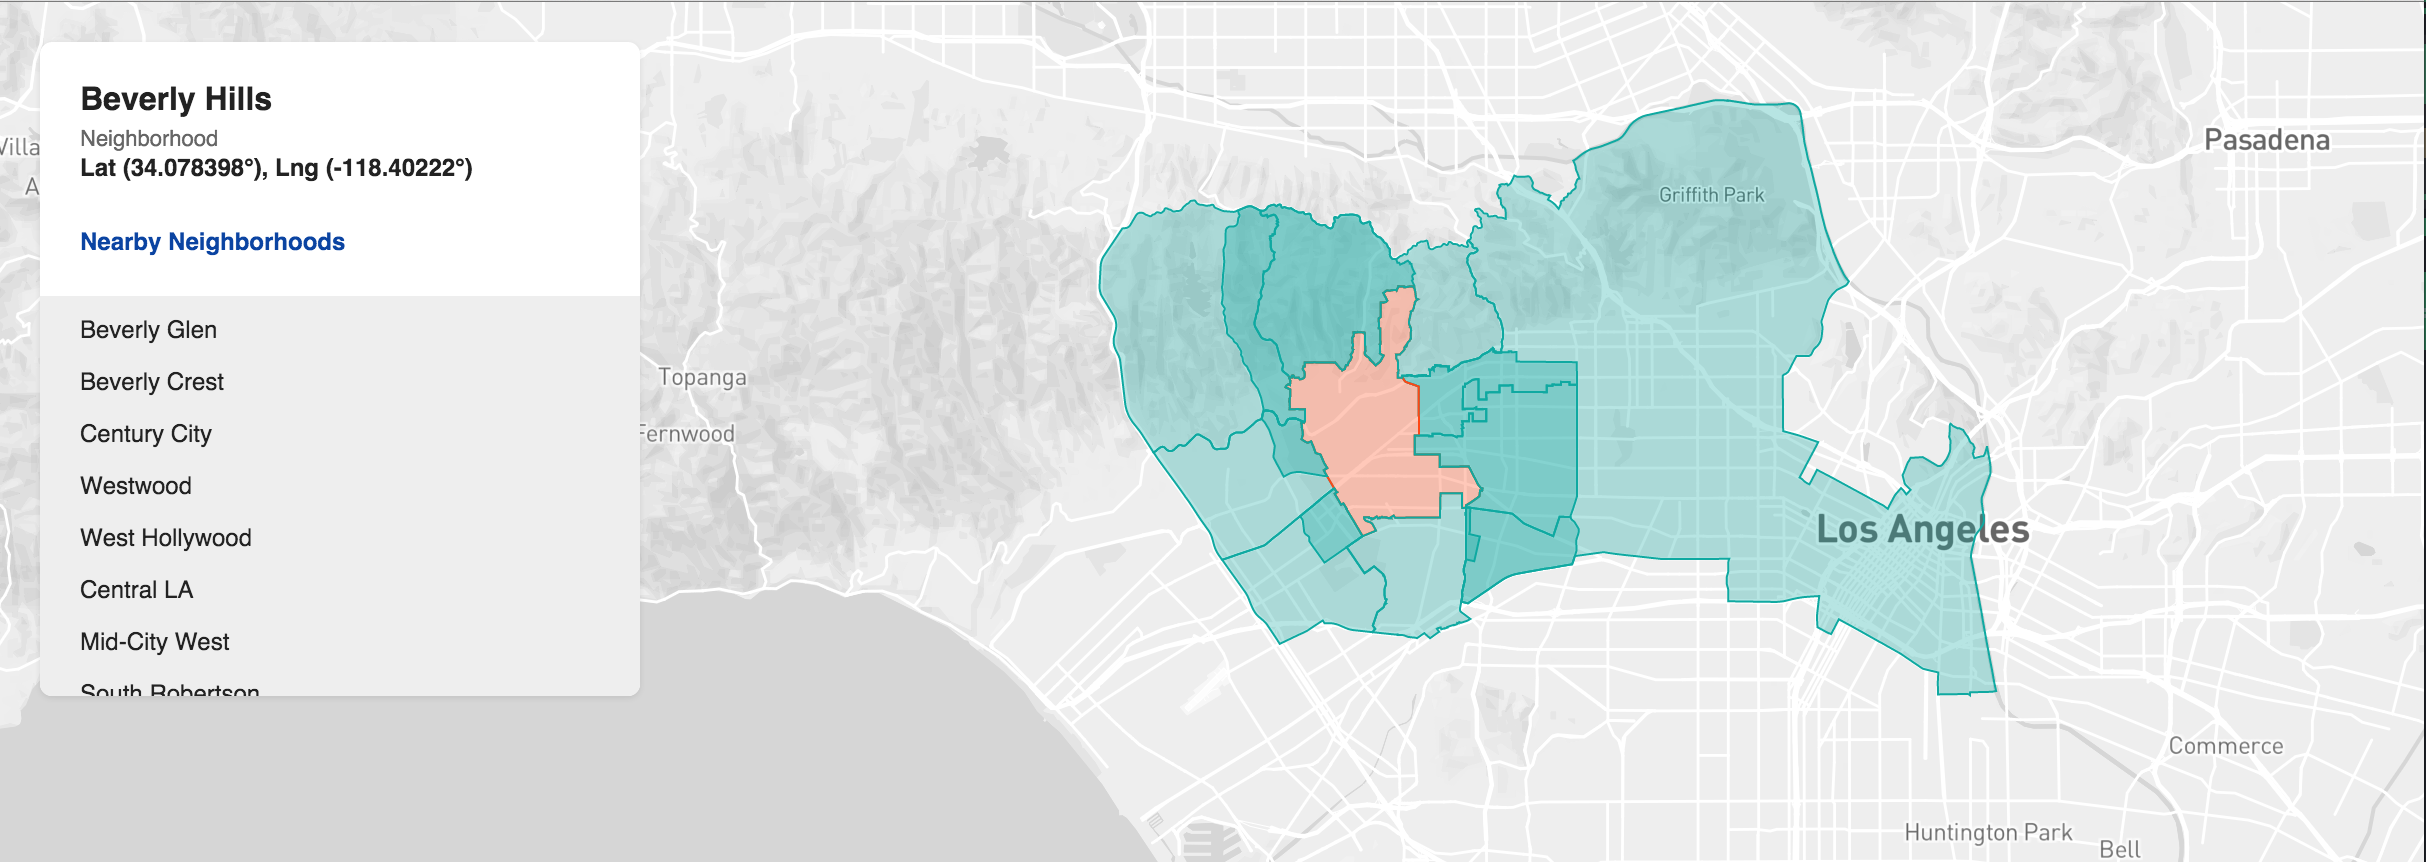 Beverly Hills
Neighborhood
Lat (34.078398°), Lng (-118.40222°)
Nearby Neighborhoods
Beverly Glen
Beverly Crest
Century City
Westwood
West Hollywood
Central LA
Mid-City West
South Robertson
Villa
A
Topanga
Fernwood
Griffith Park
Pasadena
Los Angeles
Commerce
Huntington Park
Bell